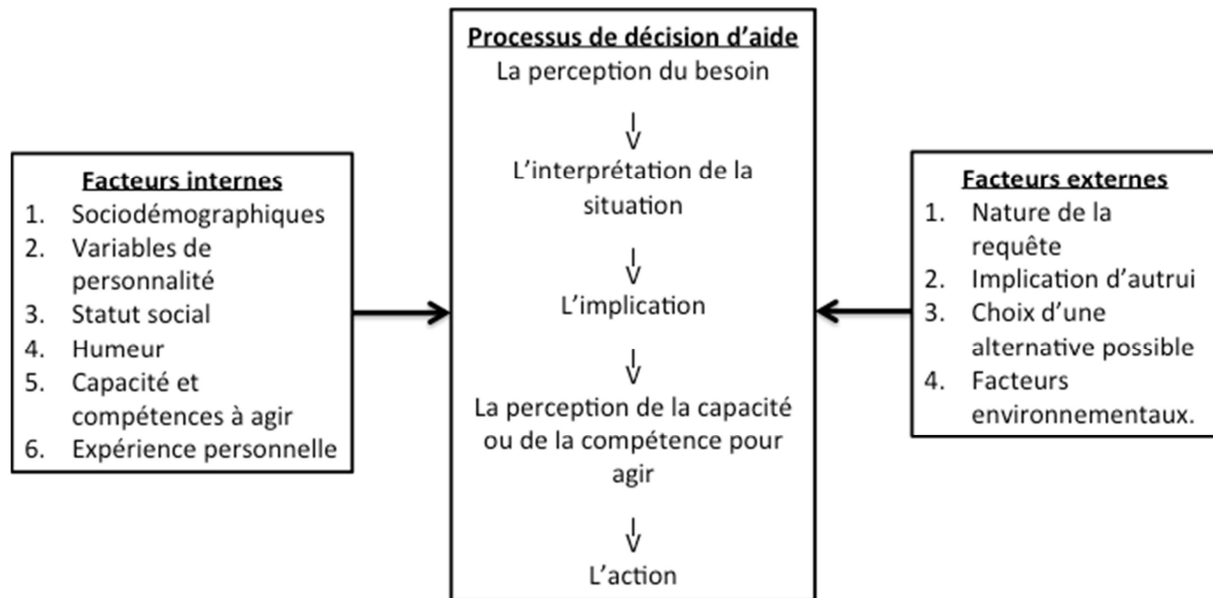 Facteurs internes
1. Sociodémographiques
2. Variables de
personnalité
3. Statut social
4. Humeur
5. Capacité et
compétences à agir
6. Expérience personnelle
Processus de décision d’aide
La perception du besoin
L’interprétation de la
situation
L’implication
La perception de la capacité
ou de la compétence pour
agir
L’action
Facteurs externes
1. Nature de la
requête
2. Implication d’autrui
3. Choix d’une
alternative possible
4. Facteurs
environnementaux.